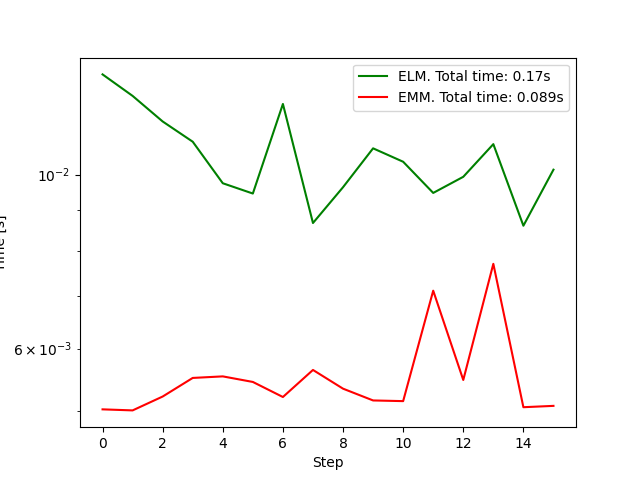 ELM. Total time: 0.17s
EMM. Total time: 0.089s
10⁻²
6 × 10⁻³
Time [s]
0 2 4 6 8 10 12 14
Step